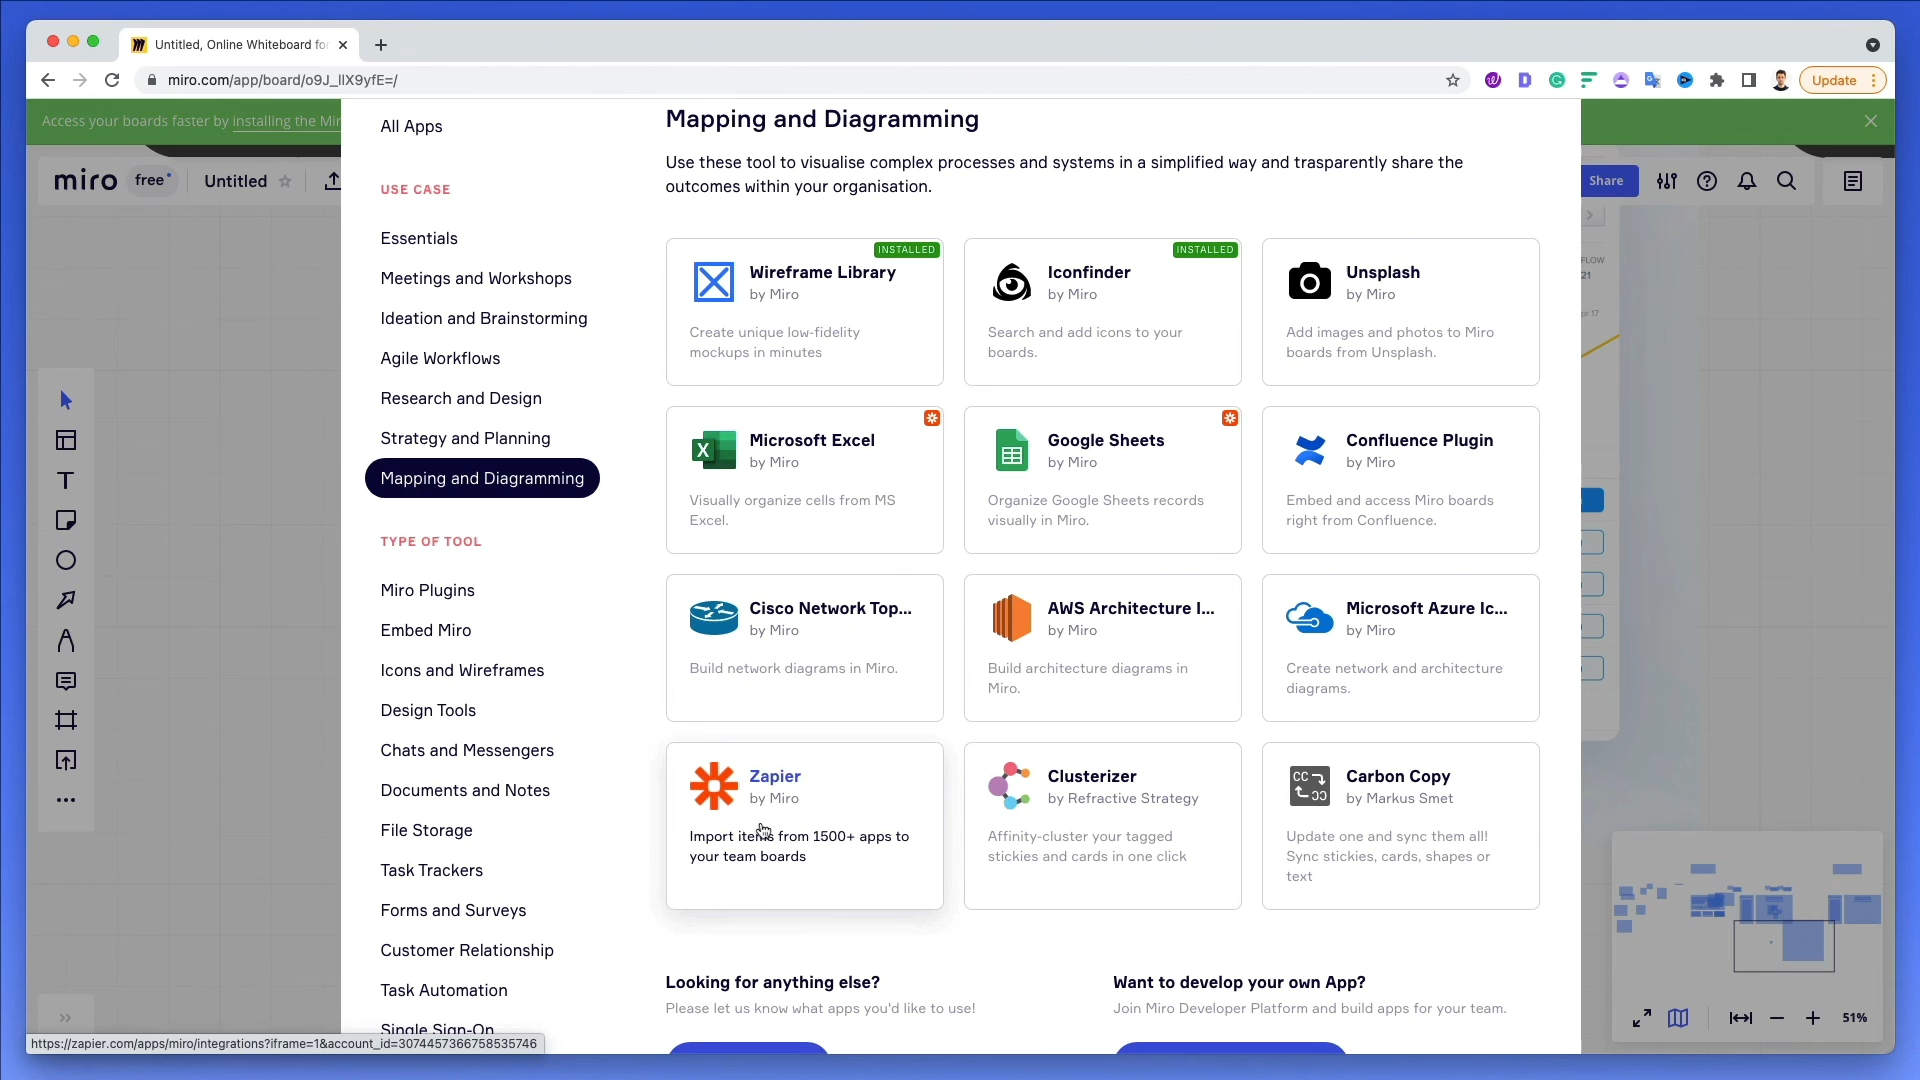 Untitled, Online Whiteboard for
miro.com/app/board/o9J_lIX9yfE=/
Update
Access your boards faster by installing the Mir
miro
free
Untitled
Share
All Apps
USE CASE
Essentials
Meetings and Workshops
Ideation and Brainstorming
Agile Workflows
Research and Design
Strategy and Planning
Mapping and Diagramming
TYPE OF TOOL
Miro Plugins
Embed Miro
Icons and Wireframes
Design Tools
Chats and Messengers
Documents and Notes
File Storage
Task Trackers
Forms and Surveys
Customer Relationship
Task Automation
Single Sign-On
Mapping and Diagramming
Use these tool to visualise complex processes and systems in a simplified way and trasparently share the
outcomes within your organisation.
INSTALLED
Wireframe Library
by Miro
Create unique low-fidelity
mockups in minutes
INSTALLED
Iconfinder
by Miro
Search and add icons to your
boards.
Unsplash
by Miro
Add images and photos to Miro
boards from Unsplash.
Microsoft Excel
by Miro
Visually organize cells from MS
Excel.
Google Sheets
by Miro
Organize Google Sheets records
visually in Miro.
Confluence Plugin
by Miro
Embed and access Miro boards
right from Confluence.
Cisco Network Top...
by Miro
Build network diagrams in Miro.
AWS Architecture I...
by Miro
Build architecture diagrams in
Miro.
Microsoft Azure Ic...
by Miro
Create network and architecture
diagrams.
Zapier
by Miro
Import items from 1500+ apps to
your team boards
Clusterizer
by Refractive Strategy
Affinity-cluster your tagged
stickies and cards in one click
CC
CC
Carbon Copy
by Markus Smet
Update one and sync them all!
Sync stickies, cards, shapes or
text
Looking for anything else?
Please let us know what apps you'd like to use!
Want to develop your own App?
Join Miro Developer Platform and build apps for your team.
FLOW
21
pr 17
51%
https://zapier.com/apps/miro/integrations?iframe=1&account_id=3074457366758535746